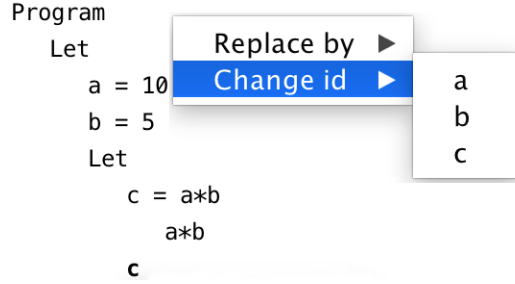 Program
Let
a = 10
b = 5
Let
c = a*b
a*b
c
Replace by
Change id
a
b
c